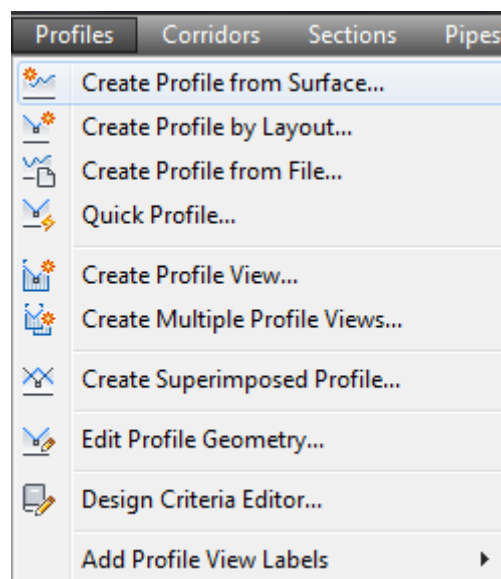 Profiles Corridors Sections Pipes
Create Profile from Surface...
Create Profile by Layout...
Create Profile from File...
Quick Profile...
Create Profile View...
Create Multiple Profile Views...
Create Superimposed Profile...
Edit Profile Geometry...
Design Criteria Editor...
Add Profile View Labels